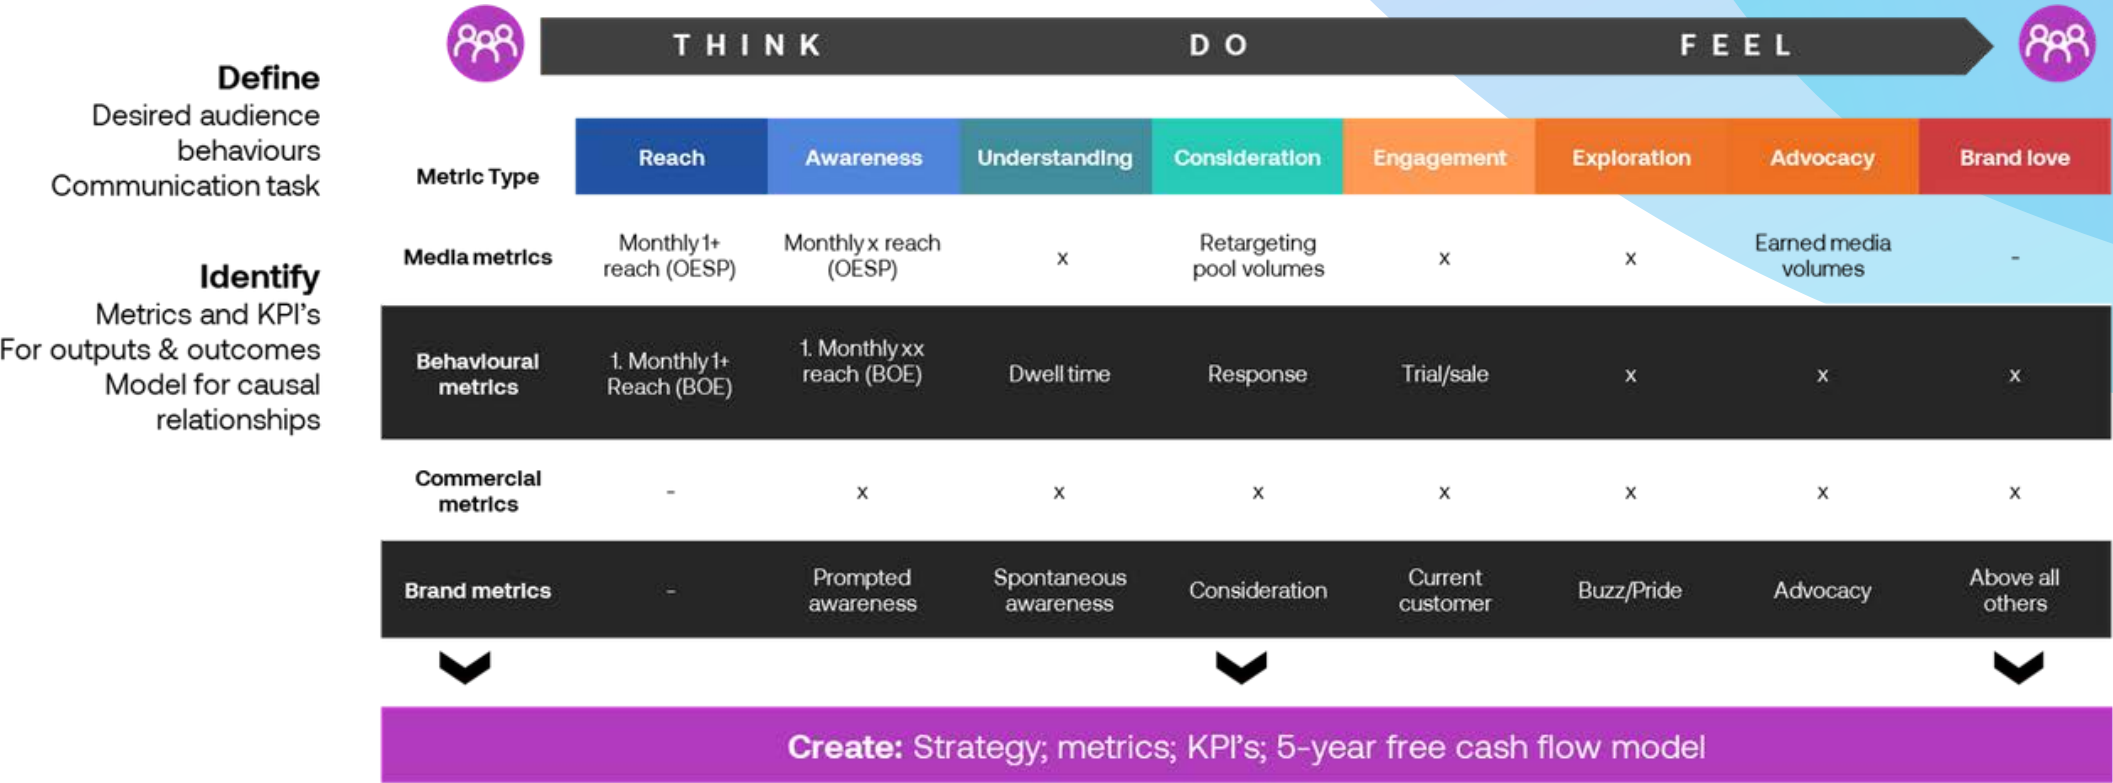 THINK DO FEEL
Define
Desired audience
behaviours
Communication task
Identify
Metrics and KPI's
For outputs & outcomes
Model for causal
relationships
Metric Type Reach Awareness Understanding Consideration Engagement Exploration Advocacy Brand love
Media metrics Monthly 1+ reach (OESP) Monthly x reach (OESP) x Retargeting pool volumes x x Earned media volumes -
Behavioural metrics 1. Monthly 1+ Reach (BOE) 1. Monthly xx reach (BOE) Dwell time Response Trial/sale x x x
Commercial metrics - x x x x x x x
Brand metrics - Prompted awareness Spontaneous awareness Consideration Current customer Buzz/Pride Advocacy Above all others
Create: Strategy; metrics; KPI's; 5-year free cash flow model